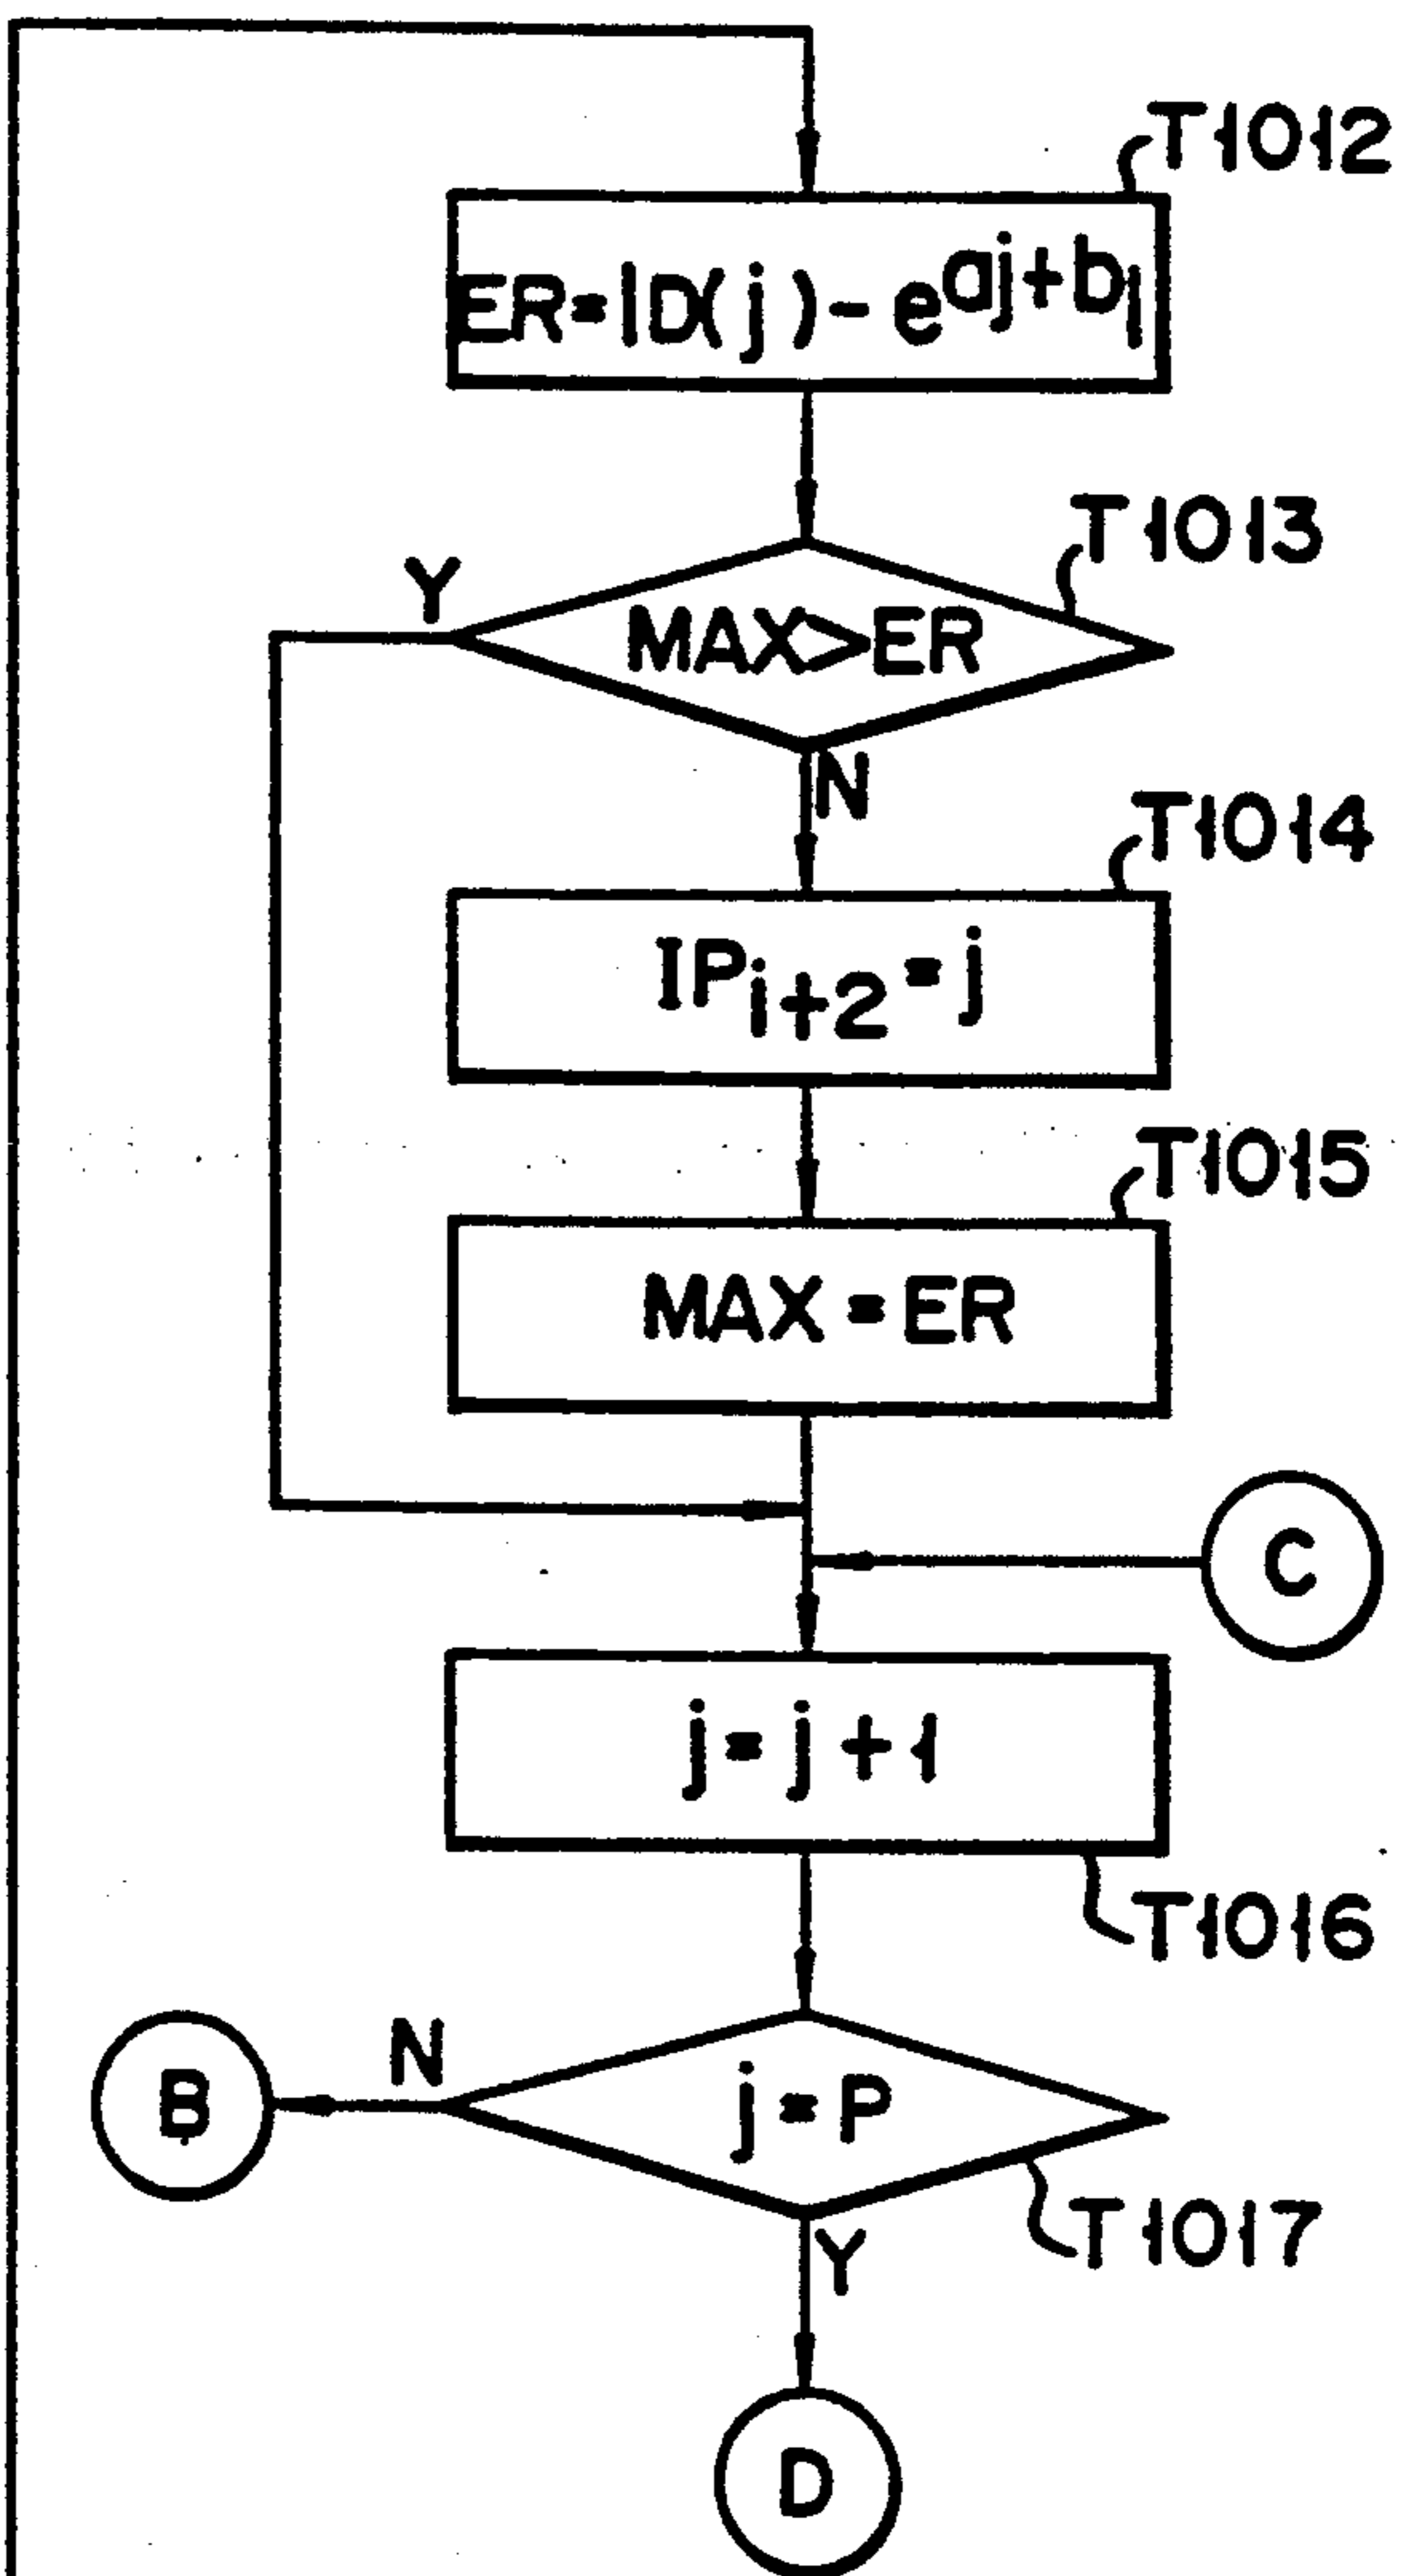 T1012
ER=|D(j)-e^{aj+b}|
T1013
Y
MAX>ER
N
T1014
IP_{i+2}=j
T1015
MAX=ER
C
j=j+1
T1016
N
B
j=P
T1017
Y
D